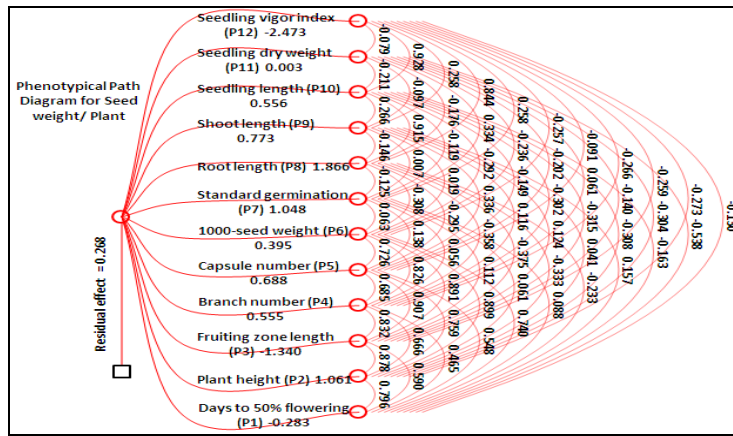 Seedling vigor index
(P12) -2.473
Seedling dry weight
(P11) 0.003
Phenotypical Path
Diagram for Seed
weight/ Plant
Seedling length (P10)
0.556
Shoot length (P9)
0.773
Root length (P8) 1.866
Standard germination
(P7) 1.048
1000-seed weight (P6)
0.395
Capsule number (P5)
0.688
Branch number (P4)
0.555
Fruiting zone length
(P3) -1.340
Plant height (P2) 1.061
Days to 50% flowering
(P1) -0.283
Residual effect = 0.268
-0.079 -0.211 0.266 -0.146 -0.125 0.063 0.726 0.685 0.832 0.878 0.796
0.928 -0.097 0.915 0.007 -0.308 0.138 0.826 0.907 0.666 0.590
0.258 -0.176 -0.119 0.019 -0.295 0.056 0.891 0.759 0.465
0.844 0.334 -0.292 0.336 -0.358 0.112 0.899 0.548
0.258 -0.236 -0.149 0.116 -0.375 0.061 0.740
-0.257 -0.202 -0.302 0.124 -0.333 0.088
-0.091 0.061 -0.315 0.041 -0.233
-0.266 -0.140 -0.308 0.157
-0.259 -0.304 -0.163
-0.273 -0.538